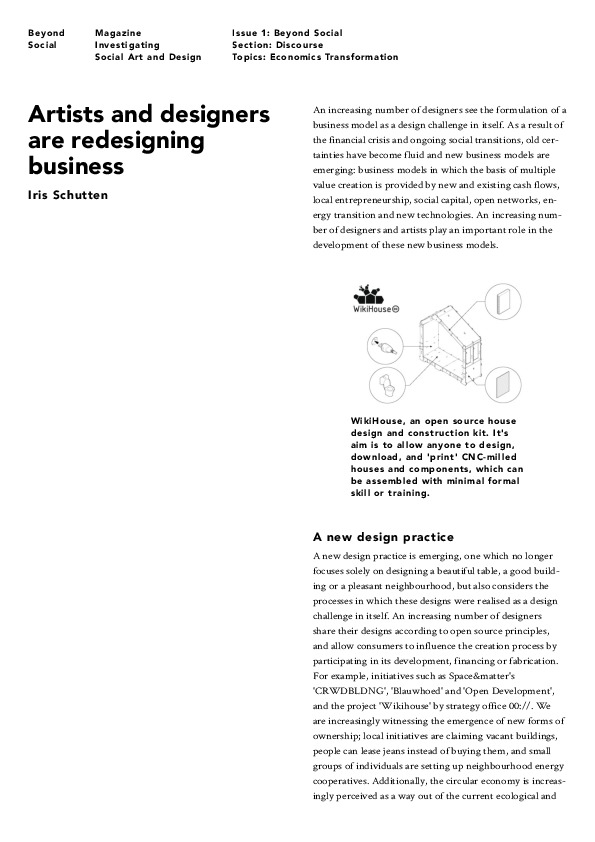 Beyond
Social
Magazine
Investigating
Social Art and Design
Issue 1: Beyond Social
Section: Discourse
Topics: Economics Transformation
Artists and designers
are redesigning
business
Iris Schutten
An increasing number of designers see the formulation of a
business model as a design challenge in itself. As a result of
the financial crisis and ongoing social transitions, old cer-
tainties have become fluid and new business models are
emerging: business models in which the basis of multiple
value creation is provided by new and existing cash flows,
local entrepreneurship, social capital, open networks, en-
ergy transition and new technologies. An increasing num-
ber of designers and artists play an important role in the
development of these new business models.
WikiHouse
WikiHouse, an open source house
design and construction kit. It's
aim is to allow anyone to design,
download, and 'print' CNC-milled
houses and components, which can
be assembled with minimal formal
skill or training.
A new design practice
A new design practice is emerging, one which no longer
focuses solely on designing a beautiful table, a good build-
ing or a pleasant neighbourhood, but also considers the
processes in which these designs were realised as a design
challenge in itself. An increasing number of designers
share their designs according to open source principles,
and allow consumers to influence the creation process by
participating in its development, financing or fabrication.
For example, initiatives such as Space&matter's
'CRWDBLDNG', 'Blauwhoed' and 'Open Development',
and the project 'Wikihouse' by strategy office 00://. We
are increasingly witnessing the emergence of new forms of
ownership; local initiatives are claiming vacant buildings,
people can lease jeans instead of buying them, and small
groups of individuals are setting up neighbourhood energy
cooperatives. Additionally, the circular economy is increas-
ingly perceived as a way out of the current ecological and